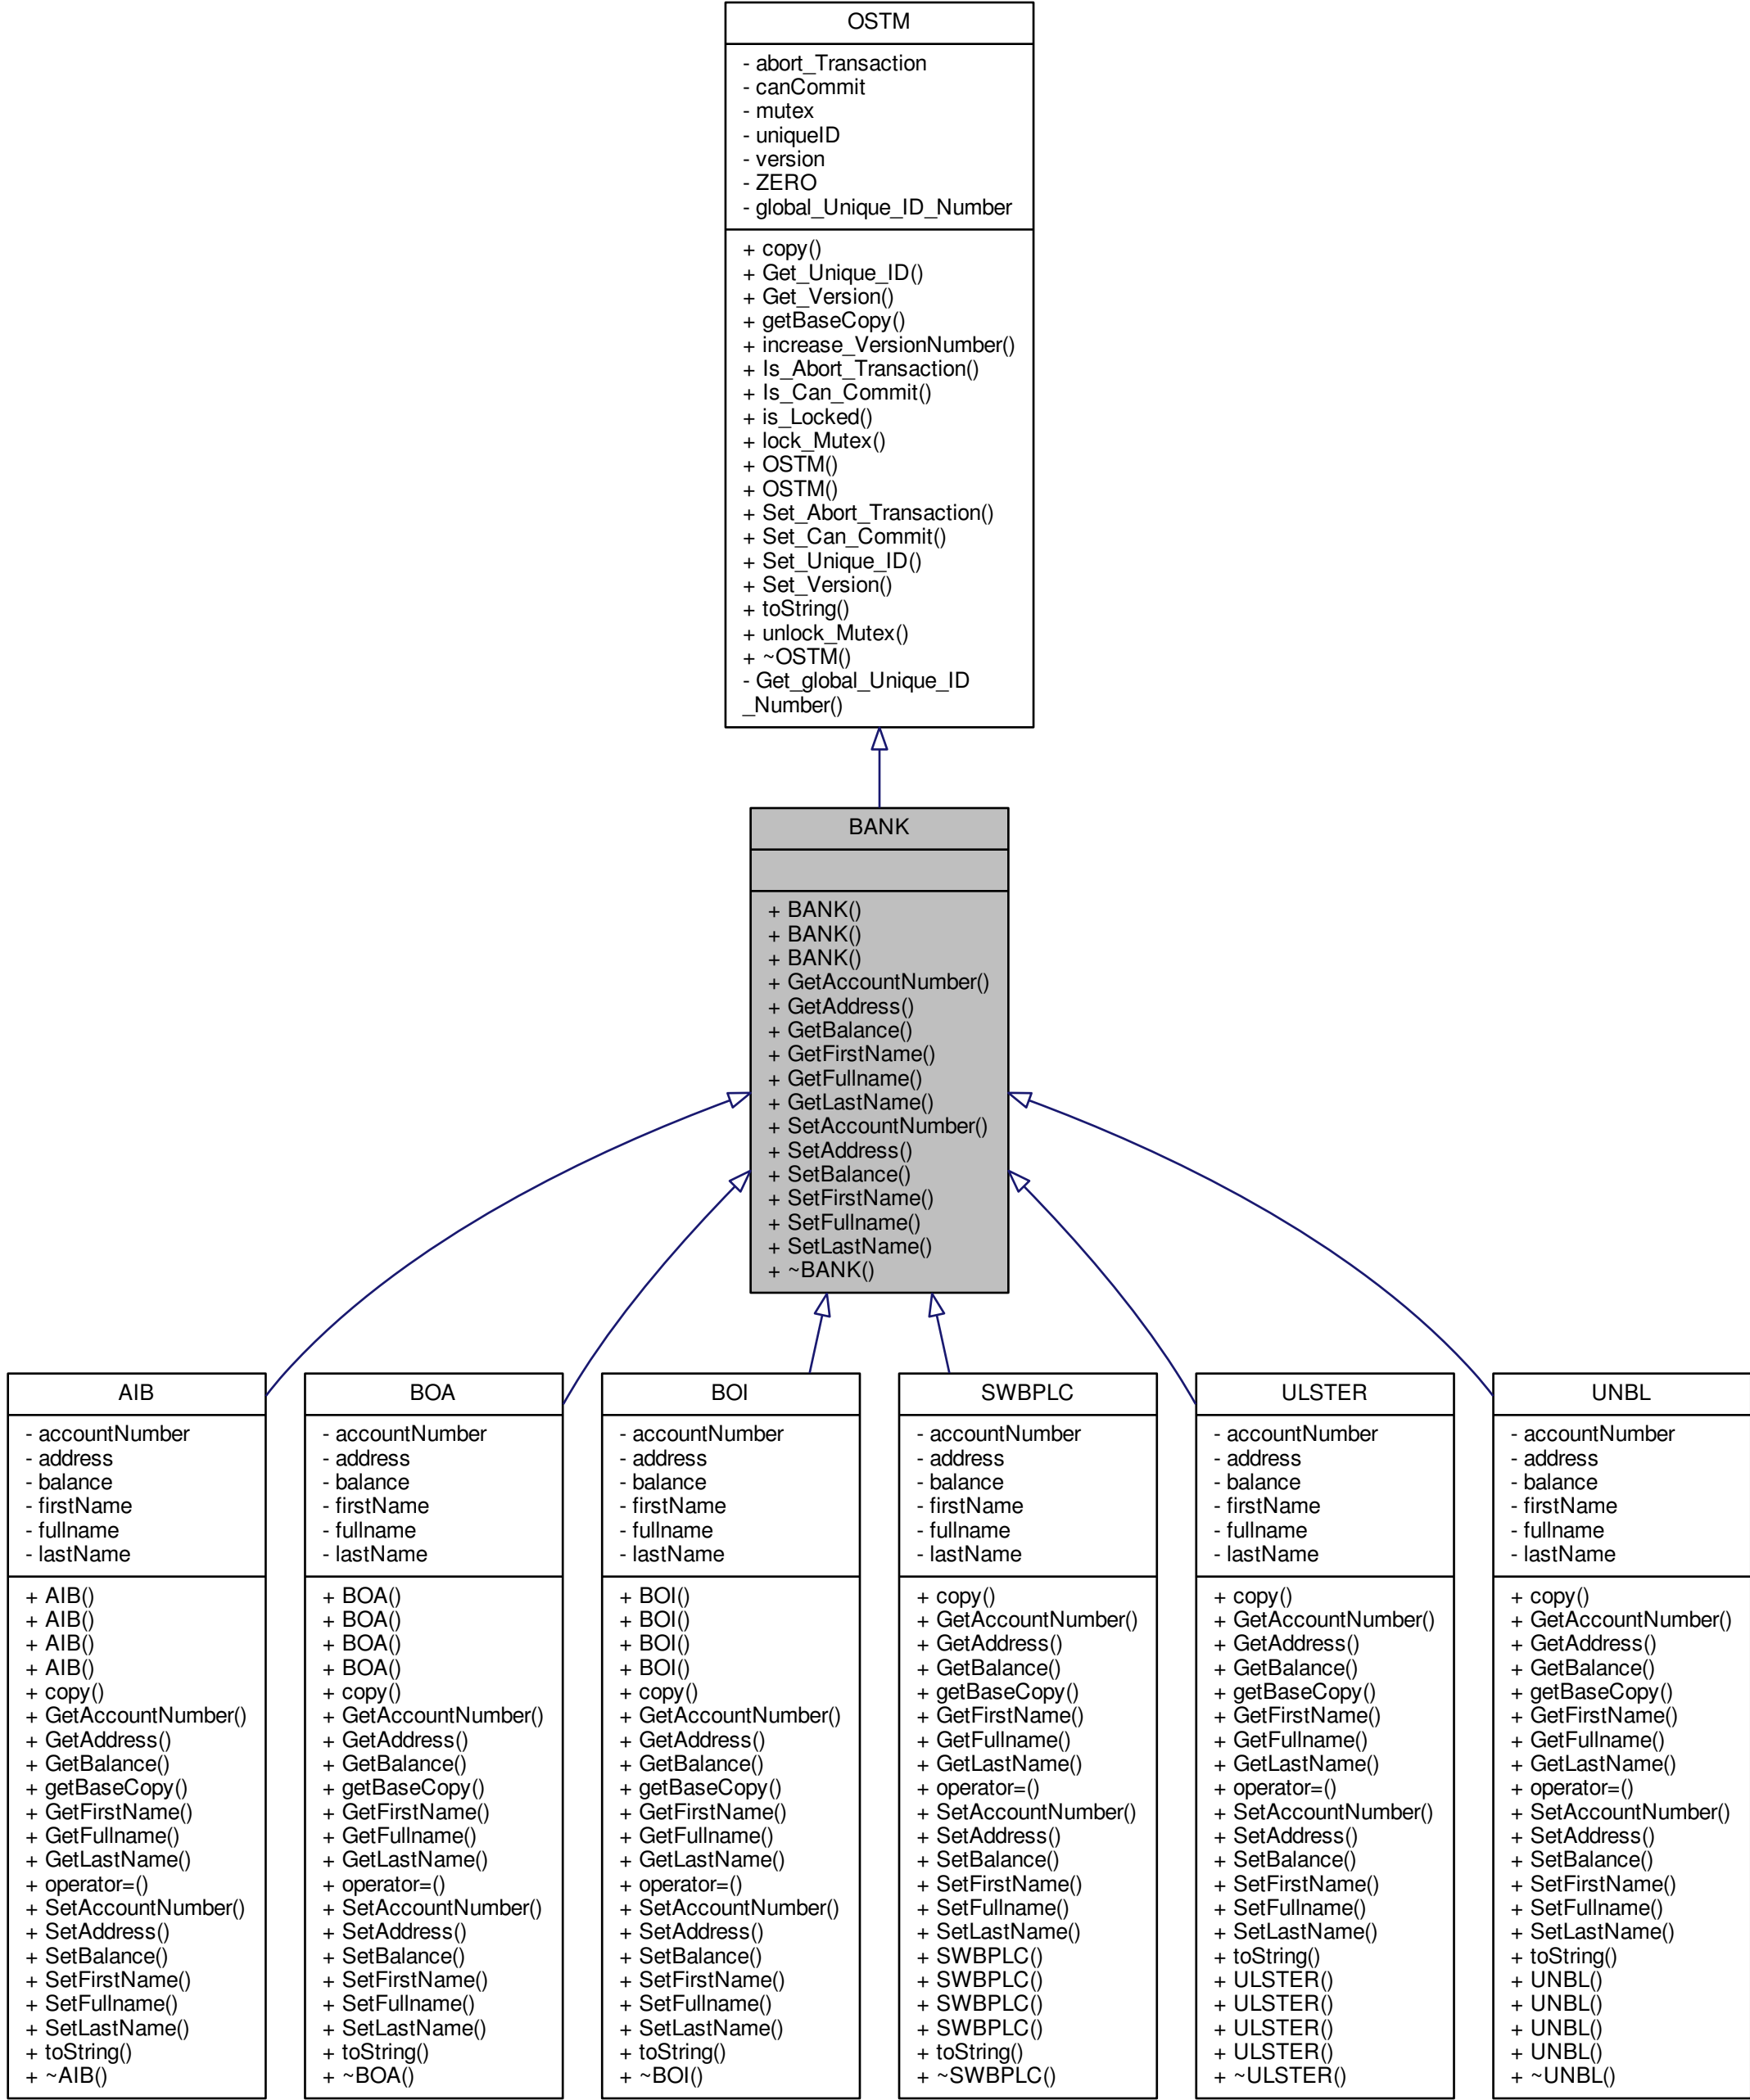 OSTM
- abort_Transaction
- canCommit
- mutex
- uniqueID
- version
- ZERO
- global_Unique_ID_Number
+ copy()
+ Get_Unique_ID()
+ Get_Version()
+ getBaseCopy()
+ increase_VersionNumber()
+ Is_Abort_Transaction()
+ Is_Can_Commit()
+ is_Locked()
+ lock_Mutex()
+ OSTM()
+ OSTM()
+ Set_Abort_Transaction()
+ Set_Can_Commit()
+ Set_Unique_ID()
+ Set_Version()
+ toString()
+ unlock_Mutex()
+ ~OSTM()
- Get_global_Unique_ID
_Number()
BANK
+ BANK()
+ BANK()
+ BANK()
+ GetAccountNumber()
+ GetAddress()
+ GetBalance()
+ GetFirstName()
+ GetFullname()
+ GetLastName()
+ SetAccountNumber()
+ SetAddress()
+ SetBalance()
+ SetFirstName()
+ SetFullname()
+ SetLastName()
+ ~BANK()
AIB
- accountNumber
- address
- balance
- firstName
- fullname
- lastName
+ AIB()
+ AIB()
+ AIB()
+ AIB()
+ copy()
+ GetAccountNumber()
+ GetAddress()
+ GetBalance()
+ getBaseCopy()
+ GetFirstName()
+ GetFullname()
+ GetLastName()
+ operator=()
+ SetAccountNumber()
+ SetAddress()
+ SetBalance()
+ SetFirstName()
+ SetFullname()
+ SetLastName()
+ toString()
+ ~AIB()
BOA
- accountNumber
- address
- balance
- firstName
- fullname
- lastName
+ BOA()
+ BOA()
+ BOA()
+ BOA()
+ copy()
+ GetAccountNumber()
+ GetAddress()
+ GetBalance()
+ getBaseCopy()
+ GetFirstName()
+ GetFullname()
+ GetLastName()
+ operator=()
+ SetAccountNumber()
+ SetAddress()
+ SetBalance()
+ SetFirstName()
+ SetFullname()
+ SetLastName()
+ toString()
+ ~BOA()
BOI
- accountNumber
- address
- balance
- firstName
- fullname
- lastName
+ BOI()
+ BOI()
+ BOI()
+ BOI()
+ copy()
+ GetAccountNumber()
+ GetAddress()
+ GetBalance()
+ getBaseCopy()
+ GetFirstName()
+ GetFullname()
+ GetLastName()
+ operator=()
+ SetAccountNumber()
+ SetAddress()
+ SetBalance()
+ SetFirstName()
+ SetFullname()
+ SetLastName()
+ toString()
+ ~BOI()
SWBPLC
- accountNumber
- address
- balance
- firstName
- fullname
- lastName
+ copy()
+ GetAccountNumber()
+ GetAddress()
+ GetBalance()
+ getBaseCopy()
+ GetFirstName()
+ GetFullname()
+ GetLastName()
+ operator=()
+ SetAccountNumber()
+ SetAddress()
+ SetBalance()
+ SetFirstName()
+ SetFullname()
+ SetLastName()
+ SWBPLC()
+ SWBPLC()
+ SWBPLC()
+ SWBPLC()
+ toString()
+ ~SWBPLC()
ULSTER
- accountNumber
- address
- balance
- firstName
- fullname
- lastName
+ copy()
+ GetAccountNumber()
+ GetAddress()
+ GetBalance()
+ getBaseCopy()
+ GetFirstName()
+ GetFullname()
+ GetLastName()
+ operator=()
+ SetAccountNumber()
+ SetAddress()
+ SetBalance()
+ SetFirstName()
+ SetFullname()
+ SetLastName()
+ toString()
+ ULSTER()
+ ULSTER()
+ ULSTER()
+ ULSTER()
+ ~ULSTER()
UNBL
- accountNumber
- address
- balance
- firstName
- fullname
- lastName
+ copy()
+ GetAccountNumber()
+ GetAddress()
+ GetBalance()
+ getBaseCopy()
+ GetFirstName()
+ GetFullname()
+ GetLastName()
+ operator=()
+ SetAccountNumber()
+ SetAddress()
+ SetBalance()
+ SetFirstName()
+ SetFullname()
+ SetLastName()
+ toString()
+ UNBL()
+ UNBL()
+ UNBL()
+ UNBL()
+ ~UNBL()